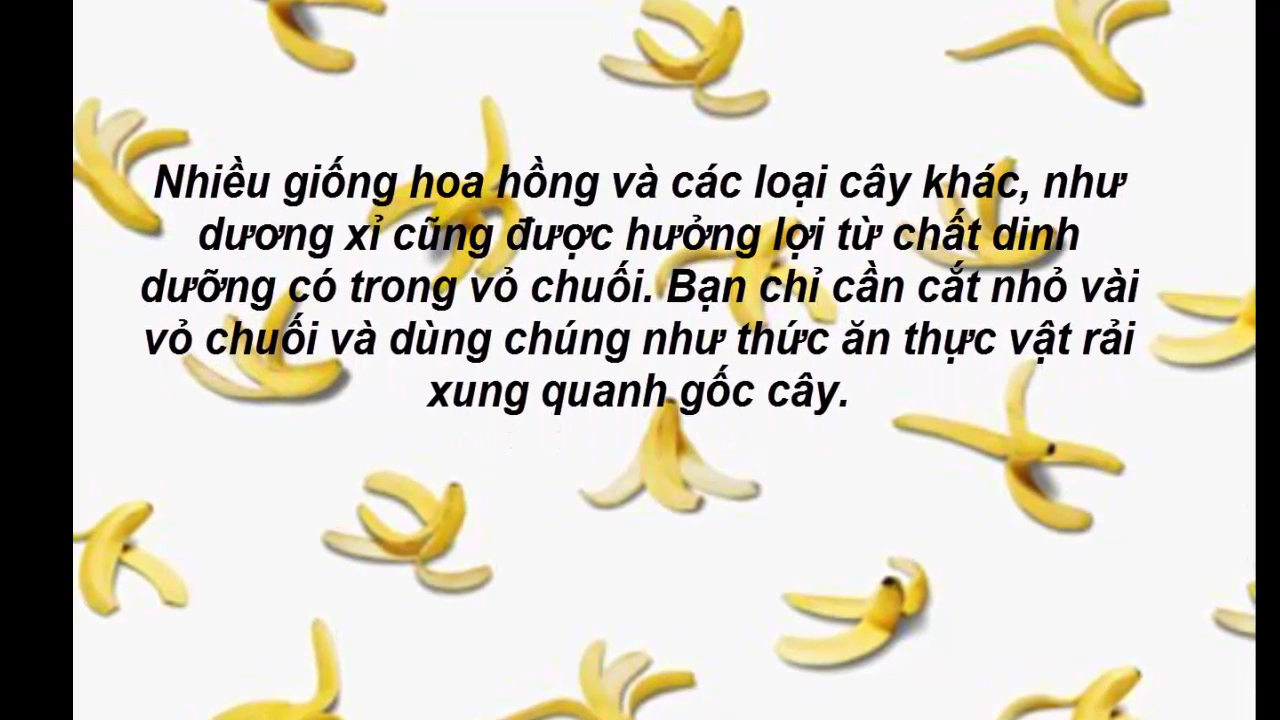 Nhiều giống hoa hồng và các loại cây khác, như
dương xỉ cũng được hưởng lợi từ chất dinh
dưỡng có trong vỏ chuối. Bạn chỉ cần cắt nhỏ vài
vỏ chuối và dùng chúng như thức ăn thực vật rải
xung quanh gốc cây.